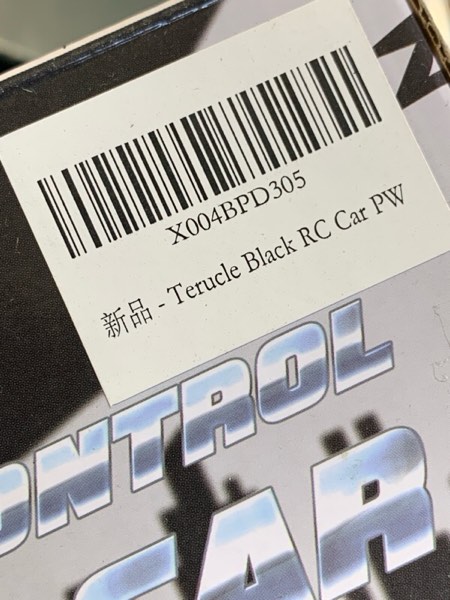 X004BPD305
新品 - Terucle Black RC Car PW
ONTROL
CAR